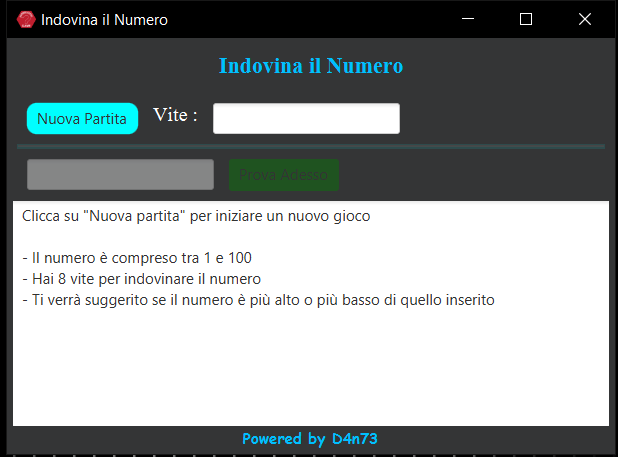 Indovina il Numero
Indovina il Numero
Nuova Partita Vite :
Prova Adesso
Clicca su "Nuova partita" per iniziare un nuovo gioco
- Il numero è compreso tra 1 e 100
- Hai 8 vite per indovinare il numero
- Ti verrà suggerito se il numero è più alto o più basso di quello inserito
Powered by D4n73